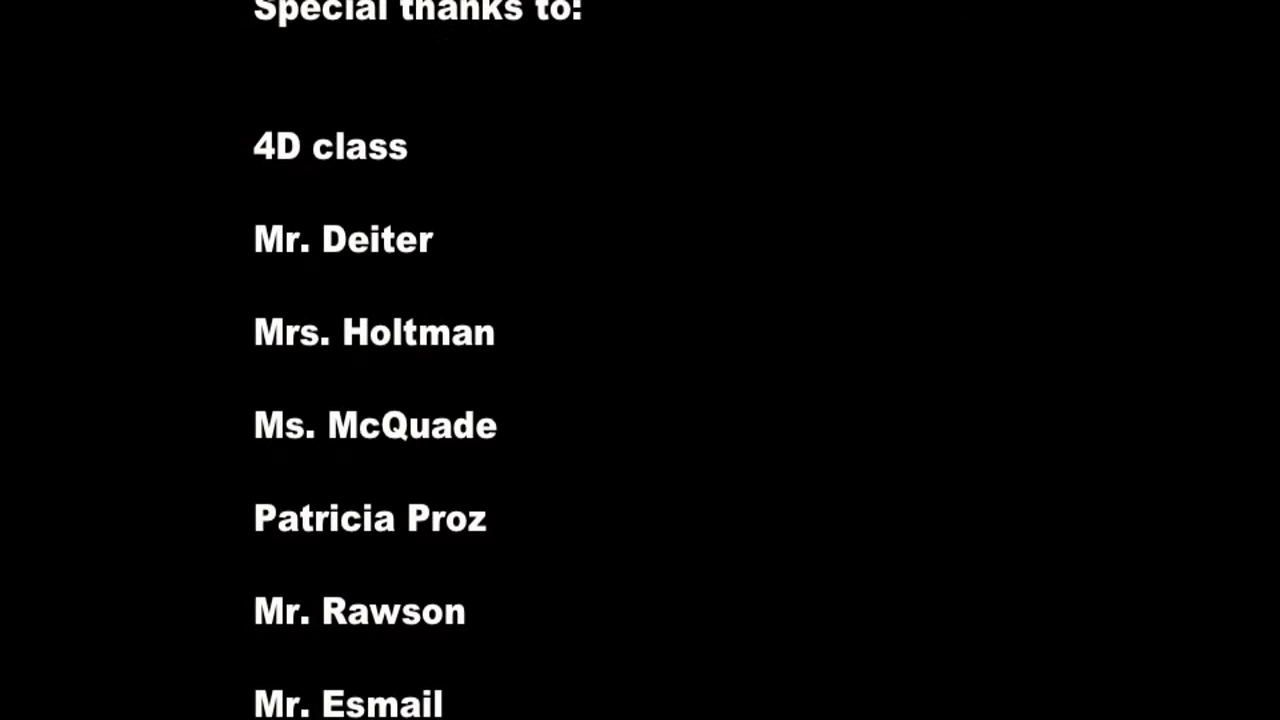 Special thanks to:
4D class
Mr. Deiter
Mrs. Holtman
Ms. McQuade
Patricia Proz
Mr. Rawson
Mr. Esmail